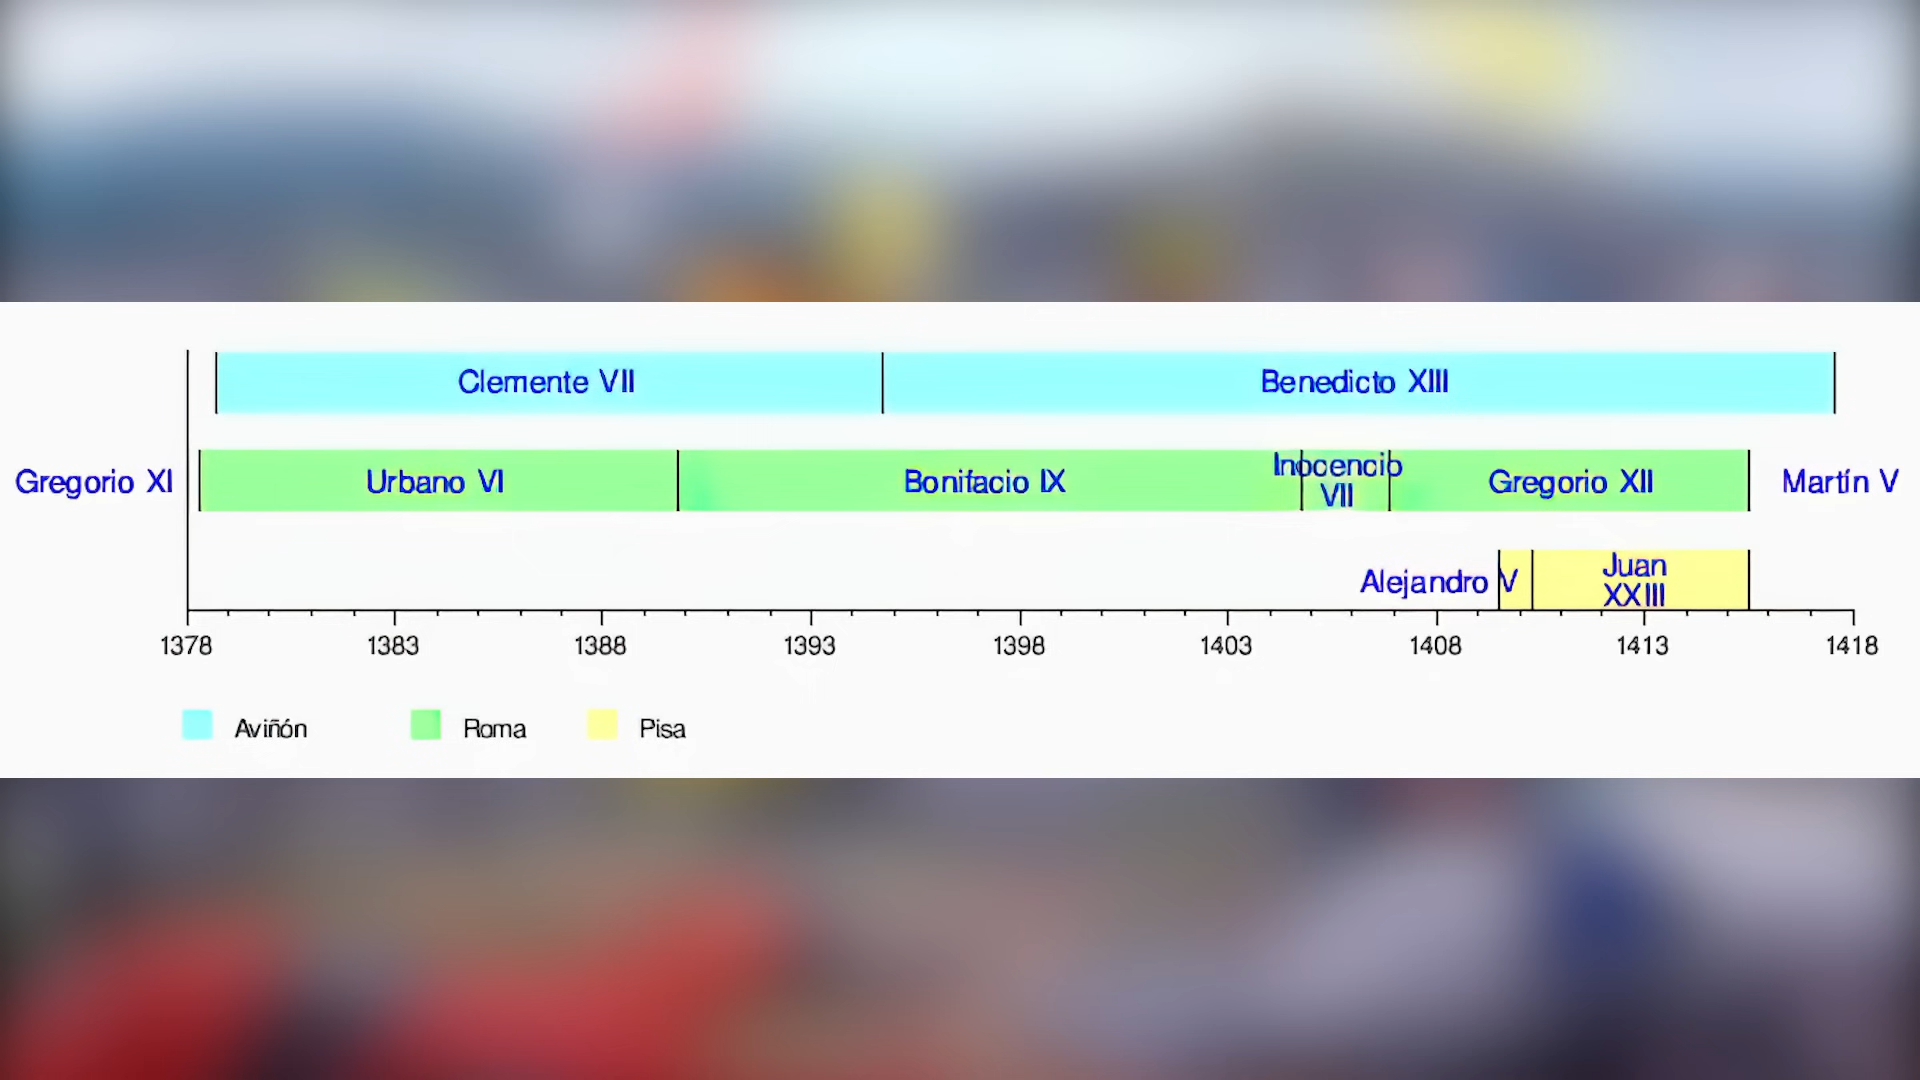 Clemente VII
Benedicto XIII
Gregorio XI
Urbano VI
Bonifacio IX
Inocencio
VII
Gregorio XII
Martín V
Alejandro V
Juan
XXIII
1378
1383
1388
1393
1398
1403
1408
1413
1418
Aviñón
Roma
Pisa